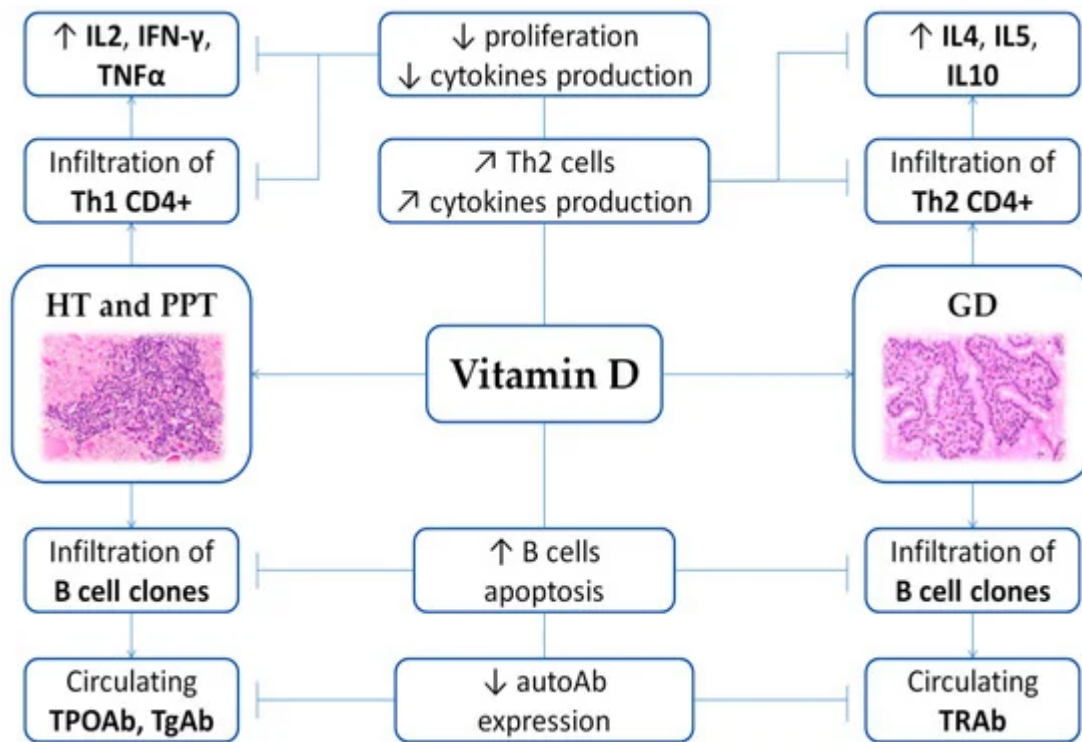 ↑ IL2, IFN-γ,
TNFα
↓ proliferation
↓ cytokines production
↑ IL4, IL5,
IL10
Infiltration of
Th1 CD4+
↗ Th2 cells
↗ cytokines production
Infiltration of
Th2 CD4+
HT and PPT
Vitamin D
GD
Infiltration of
B cell clones
↑ B cells
apoptosis
Infiltration of
B cell clones
Circulating
TPOAb, TgAb
↓ autoAb
expression
Circulating
TRAb